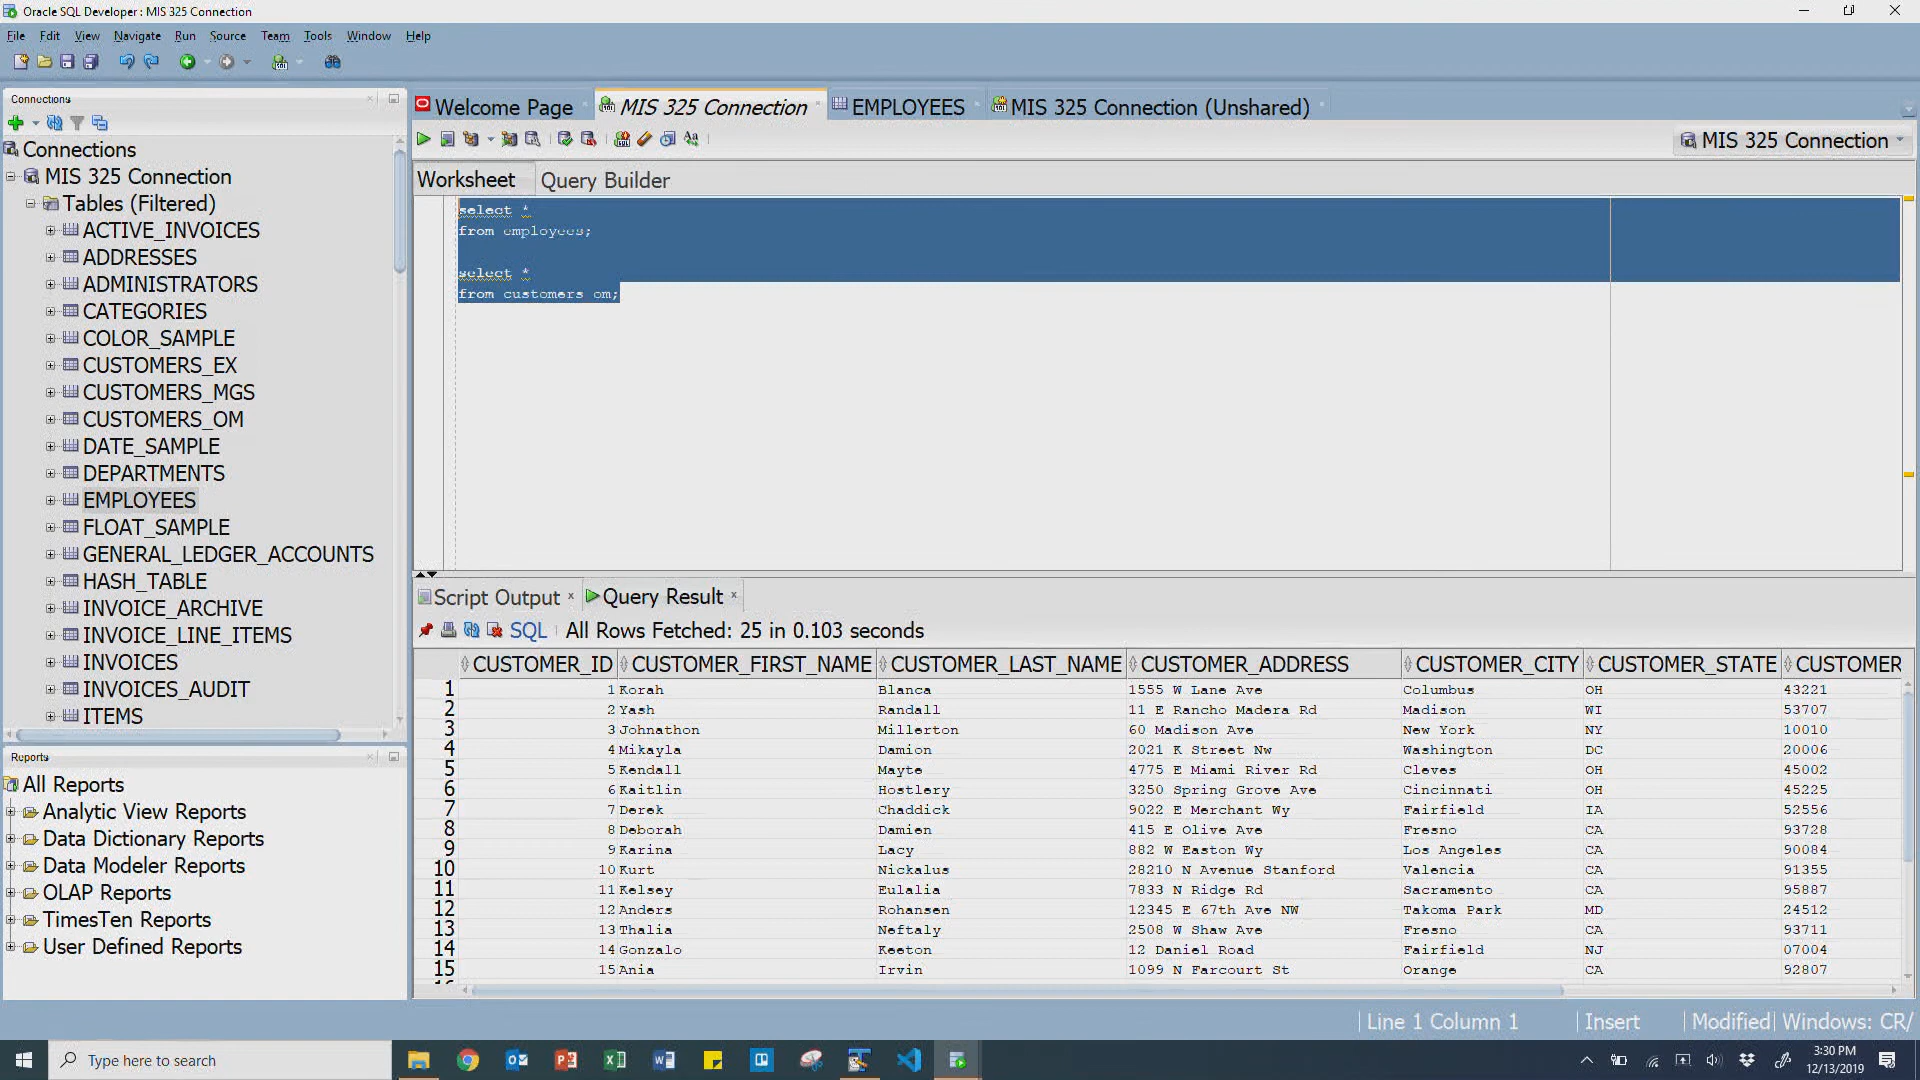 Oracle SQL Developer : MIS 325 Connection
File Edit View Navigate Run Source Team Tools Window Help
Connections
Connections
MIS 325 Connection
Tables (Filtered)
ACTIVE_INVOICES
ADDRESSES
ADMINISTRATORS
CATEGORIES
COLOR_SAMPLE
CUSTOMERS_EX
CUSTOMERS_MGS
CUSTOMERS_OM
DATE_SAMPLE
DEPARTMENTS
EMPLOYEES
FLOAT_SAMPLE
GENERAL_LEDGER_ACCOUNTS
HASH_TABLE
INVOICE_ARCHIVE
INVOICE_LINE_ITEMS
INVOICES
INVOICES_AUDIT
ITEMS
Reports
All Reports
Analytic View Reports
Data Dictionary Reports
Data Modeler Reports
OLAP Reports
TimesTen Reports
User Defined Reports
Welcome Page MIS 325 Connection EMPLOYEES MIS 325 Connection (Unshared)
MIS 325 Connection
Worksheet Query Builder
select *
from employees;
select *
from customers_om;
Script Output Query Result
SQL All Rows Fetched: 25 in 0.103 seconds
CUSTOMER_ID CUSTOMER_FIRST_NAME CUSTOMER_LAST_NAME CUSTOMER_ADDRESS CUSTOMER_CITY CUSTOMER_STATE CUSTOMER
1 1 Korah Blanca 1555 W Lane Ave Columbus OH 43221
2 2 Yash Randall 11 E Rancho Madera Rd Madison WI 53707
3 3 Johnathon Millerton 60 Madison Ave New York NY 10010
4 4 Mikayla Damion 2021 K Street Nw Washington DC 20006
5 5 Kendall Mayte 4775 E Miami River Rd Cleves OH 45002
6 6 Kaitlin Hostlery 3250 Spring Grove Ave Cincinnati OH 45225
7 7 Derek Chaddick 9022 E Merchant Wy Fairfield IA 52556
8 8 Deborah Damien 415 E Olive Ave Fresno CA 93728
9 9 Karina Lacy 882 W Easton Wy Los Angeles CA 90084
10 10 Kurt Nickalus 28210 N Avenue Stanford Valencia CA 91355
11 11 Kelsey Eulalia 7833 N Ridge Rd Sacramento CA 95887
12 12 Anders Rohansen 12345 E 67th Ave NW Takoma Park MD 24512
13 13 Thalia Neftaly 2508 W Shaw Ave Fresno CA 93711
14 14 Gonzalo Keeton 12 Daniel Road Fairfield NJ 07004
15 15 Ania Irvin 1099 N Farcourt St Orange CA 92807
Line 1 Column 1 Insert Modified Windows: CR/
Type here to search
3:30 PM
12/13/2019